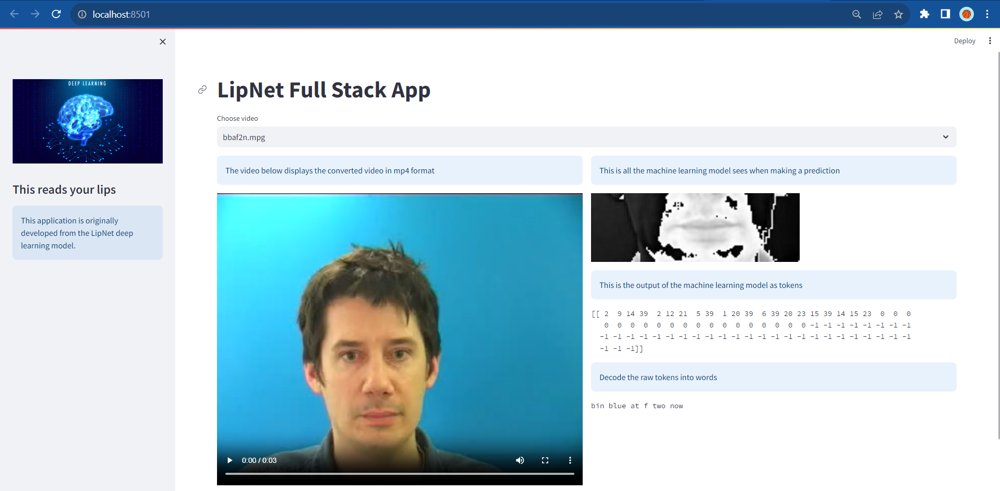 localhost:8501
Deploy
DEEP LEARNING
This reads your lips
This application is originally
developed from the LipNet deep
learning model.
LipNet Full Stack App
Choose video
bbaf2n.mpg
The video below displays the converted video in mp4 format
0:00 / 0:03
This is all the machine learning model sees when making a prediction
This is the output of the machine learning model as tokens
[[ 2  9 14 39  2 12 21  5 39  1 20 39  6 39 20 23 15 39 14 15 23  0  0  0
   0  0  0  0  0  0  0  0  0  0  0  0  0  0  0  0 -1 -1 -1 -1 -1 -1 -1 -1
  -1 -1 -1 -1 -1 -1 -1 -1 -1 -1 -1 -1 -1 -1 -1 -1 -1 -1 -1 -1 -1 -1 -1 -1
  -1 -1 -1]]
Decode the raw tokens into words
bin blue at f two now